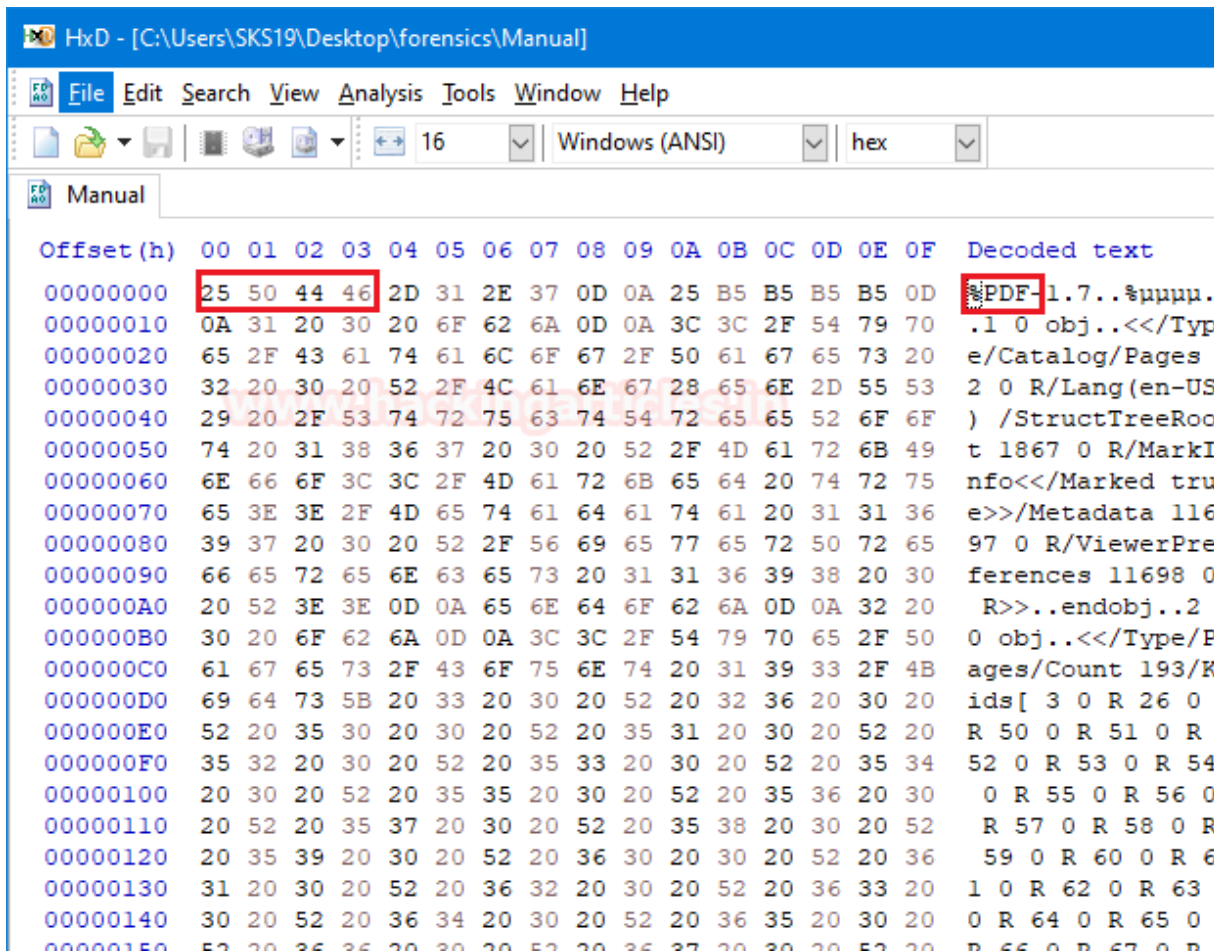 HxD - [C:\Users\SKS19\Desktop\forensics\Manual]
File Edit Search View Analysis Tools Window Help
16 Windows (ANSI) hex
Manual
Offset(h) 00 01 02 03 04 05 06 07 08 09 0A 0B 0C 0D 0E 0F Decoded text
00000000 25 50 44 46 2D 31 2E 37 0D 0A 25 B5 B5 B5 B5 0D %PDF-1.7..%µµµµ.
00000010 0A 31 20 30 20 6F 62 6A 0D 0A 3C 3C 2F 54 79 70 .1 0 obj..<</Typ
00000020 65 2F 43 61 74 61 6C 6F 67 2F 50 61 67 65 73 20 e/Catalog/Pages
00000030 32 20 30 20 52 2F 4C 61 6E 67 28 65 6E 2D 55 53 2 0 R/Lang(en-US
www.hackingarticles.in
00000040 29 20 2F 53 74 72 75 63 74 54 72 65 65 52 6F 6F ) /StructTreeRoo
00000050 74 20 31 38 36 37 20 30 20 52 2F 4D 61 72 6B 49 t 1867 0 R/MarkI
00000060 6E 66 6F 3C 3C 2F 4D 61 72 6B 65 64 20 74 72 75 nfo<</Marked tru
00000070 65 3E 3E 2F 4D 65 74 61 64 61 74 61 20 31 31 36 e>>/Metadata 116
00000080 39 37 20 30 20 52 2F 56 69 65 77 65 72 50 72 65 97 0 R/ViewerPre
00000090 66 65 72 65 6E 63 65 73 20 31 31 36 39 38 20 30 ferences 11698 0
000000A0 20 52 3E 3E 0D 0A 65 6E 64 6F 62 6A 0D 0A 32 20 R>>..endobj..2
000000B0 30 20 6F 62 6A 0D 0A 3C 3C 2F 54 79 70 65 2F 50 0 obj..<</Type/P
000000C0 61 67 65 73 2F 43 6F 75 6E 74 20 31 39 33 2F 4B ages/Count 193/K
000000D0 69 64 73 5B 20 33 20 30 20 52 20 32 36 20 30 20 ids[ 3 0 R 26 0
000000E0 52 20 35 30 20 30 20 52 20 35 31 20 30 20 52 20 R 50 0 R 51 0 R
000000F0 35 32 20 30 20 52 20 35 33 20 30 20 52 20 35 34 52 0 R 53 0 R 54
00000100 20 30 20 52 20 35 35 20 30 20 52 20 35 36 20 30 0 R 55 0 R 56 0
00000110 20 52 20 35 37 20 30 20 52 20 35 38 20 30 20 52 R 57 0 R 58 0 R
00000120 20 35 39 20 30 20 52 20 36 30 20 30 20 52 20 36 59 0 R 60 0 R 6
00000130 31 20 30 20 52 20 36 32 20 30 20 52 20 36 33 20 1 0 R 62 0 R 63
00000140 30 20 52 20 36 34 20 30 20 52 20 36 35 20 30 20 0 R 64 0 R 65 0
00000150 52 20 36 36 20 30 20 52 20 36 37 20 30 20 52 20 R 66 0 R 67 0 R